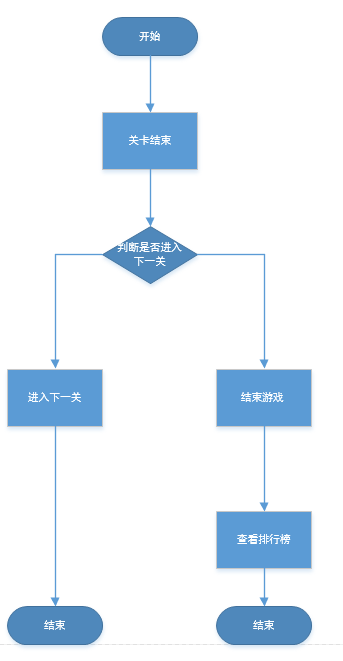 开始
关卡结束
判断是否进入
下一关
进入下一关
结束游戏
查看排行榜
结束
结束